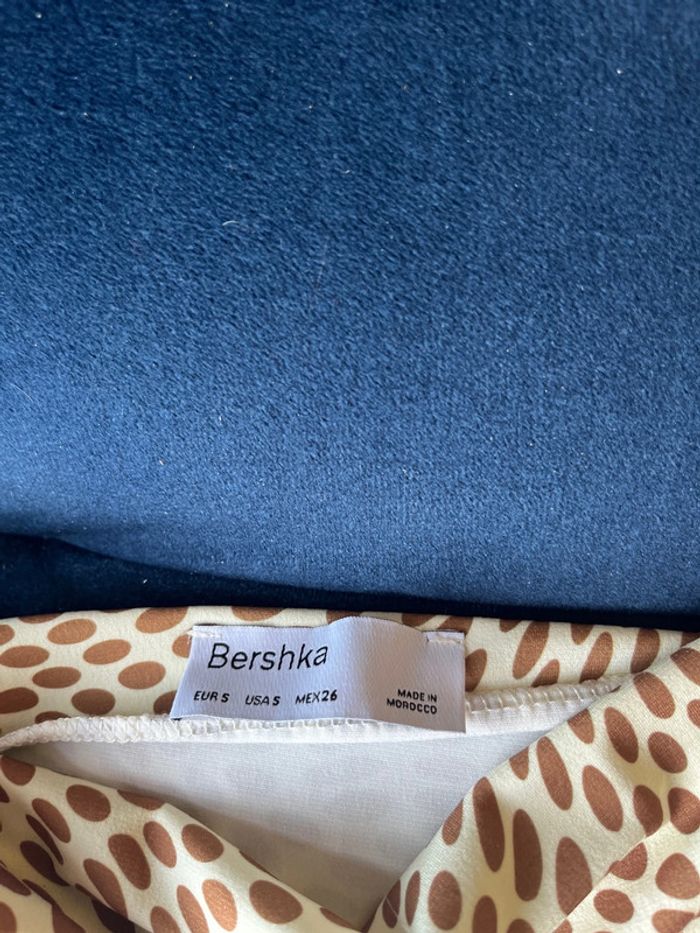 Bershka
EUR S USA S MEX 26
MADE IN
MOROCCO